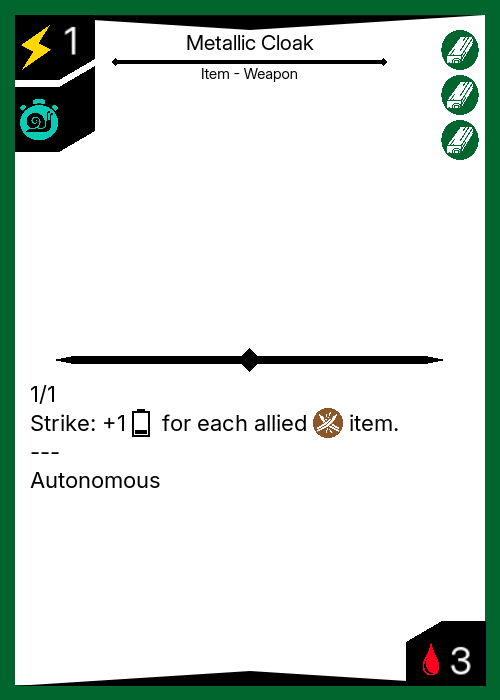 1
Metallic Cloak
Item - Weapon
1/1
Strike: +1 for each allied item.
---
Autonomous
3